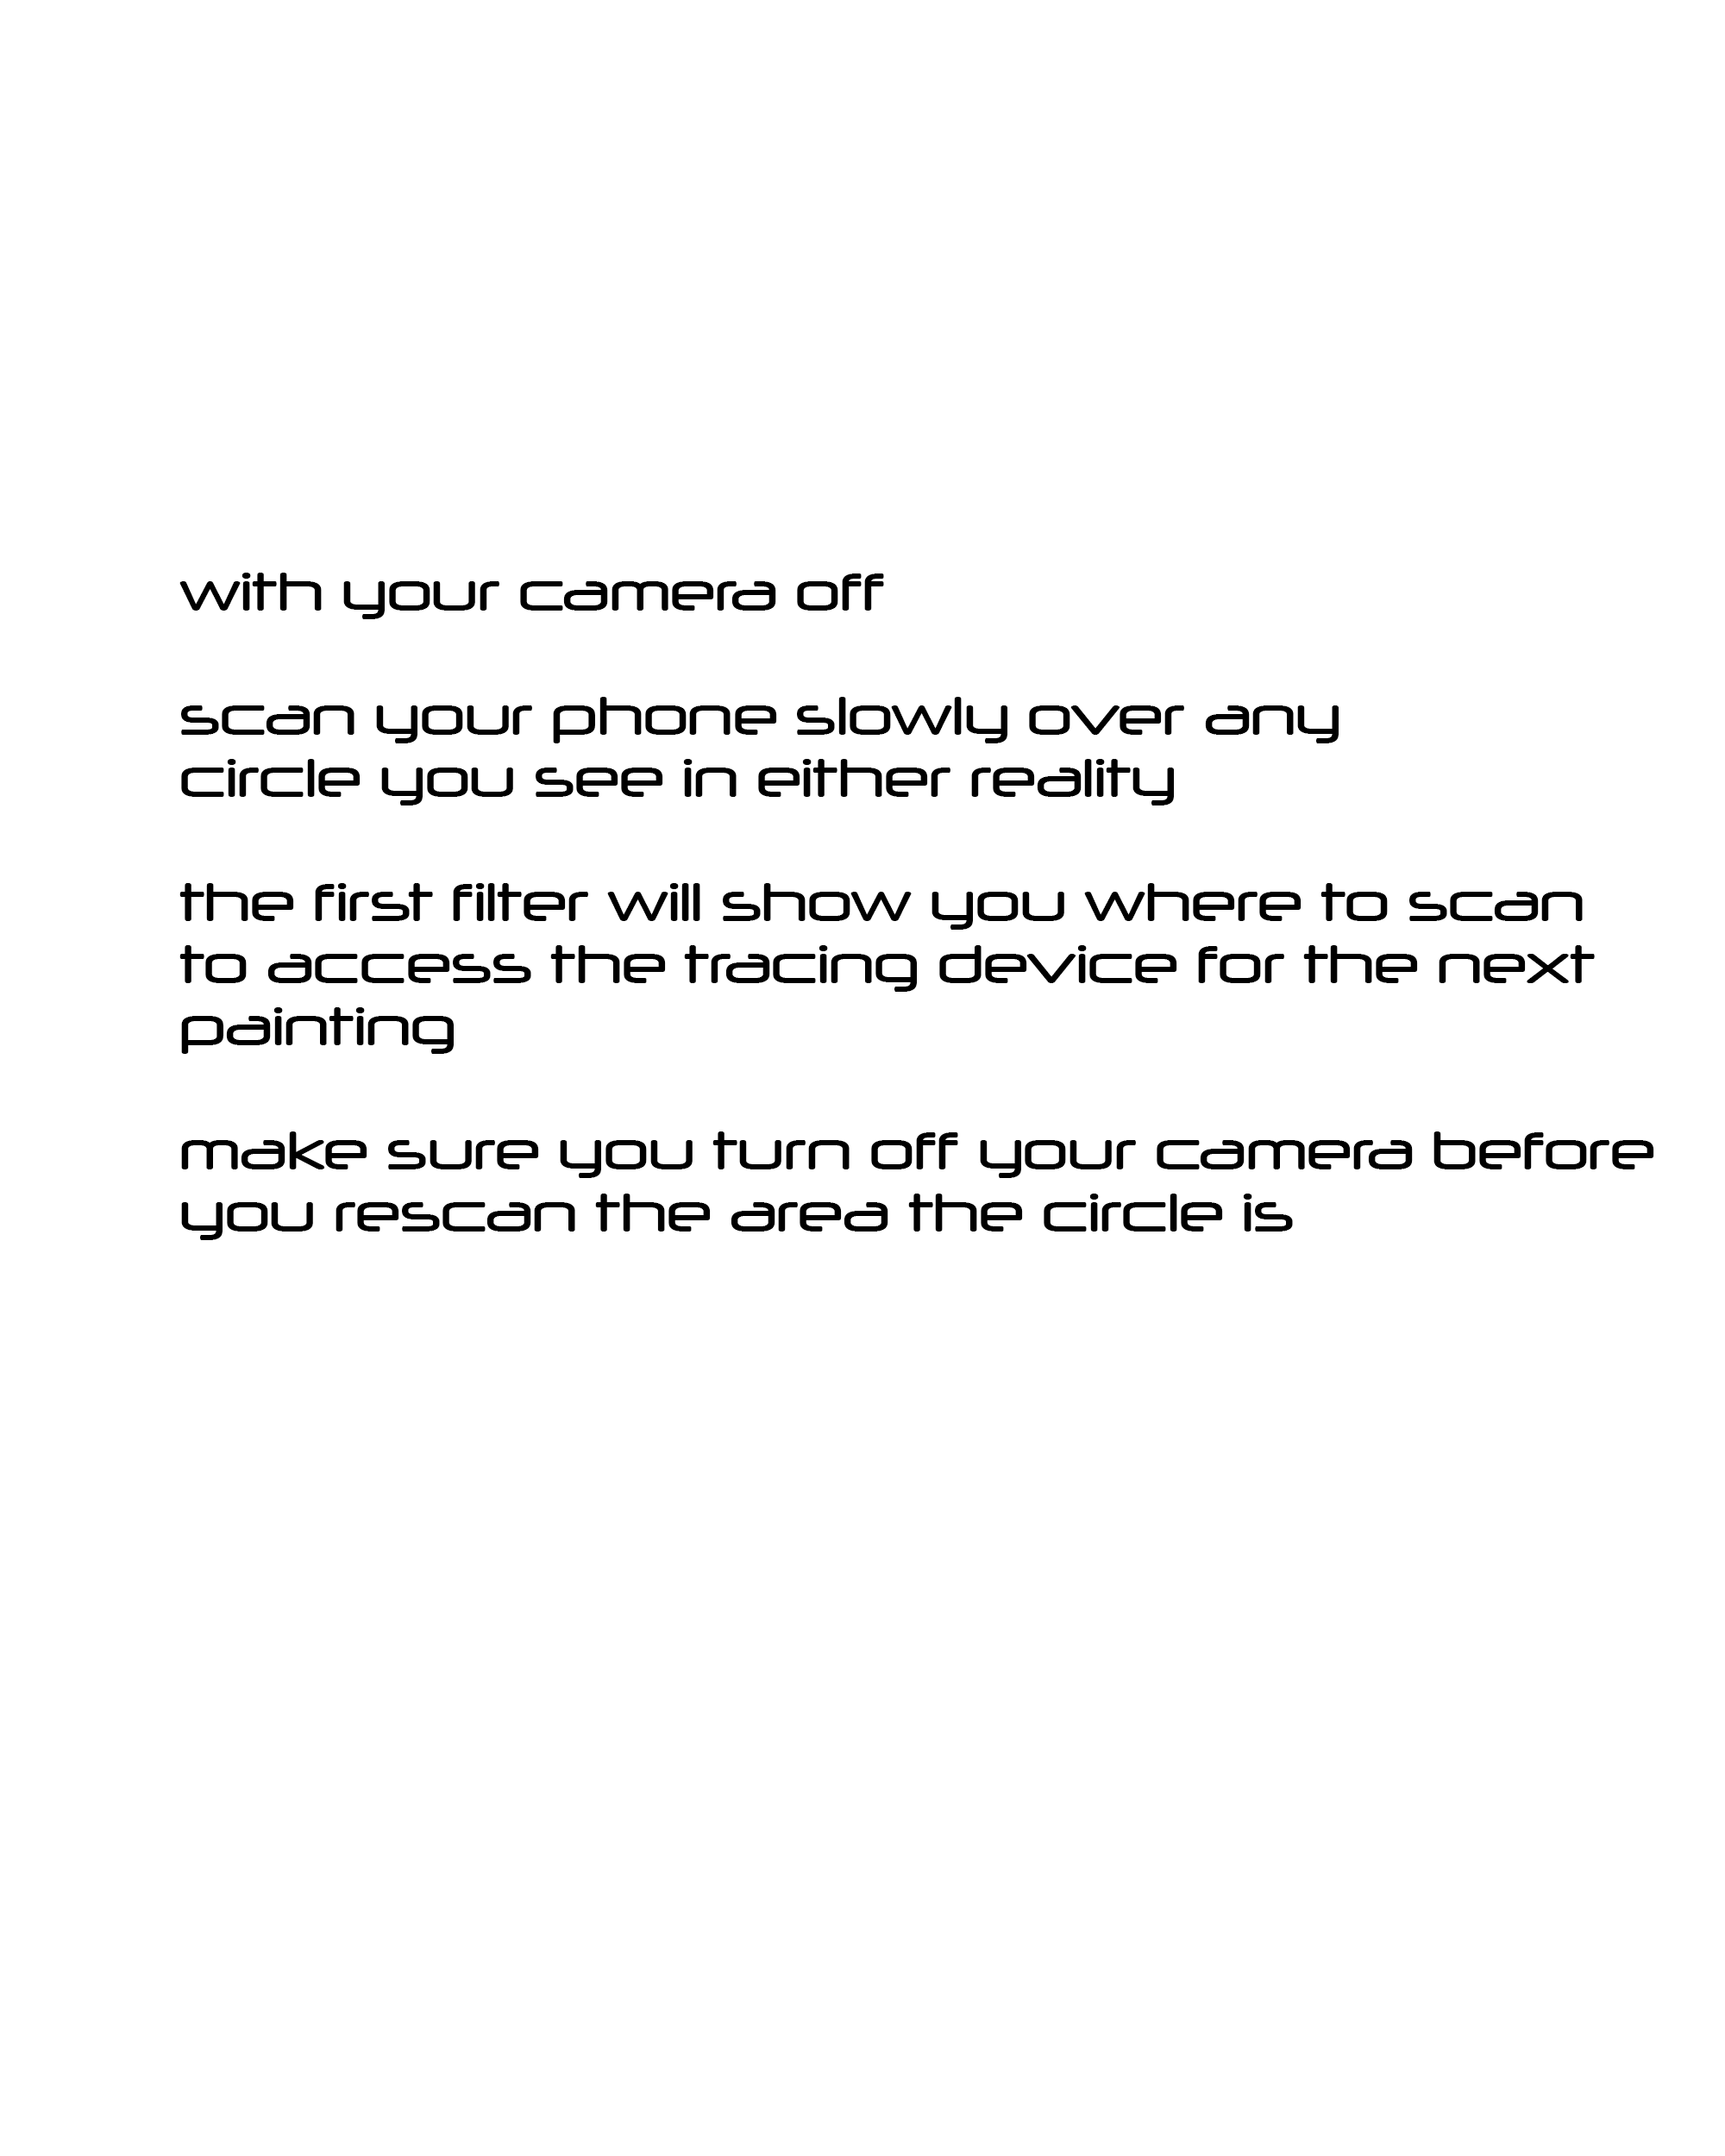 with your camera off
scan your phone slowly over any
circle you see in either reality
the first filter will show you where to scan
to access the tracing device for the next
painting
make sure you turn off your camera before
you rescan the area the circle is